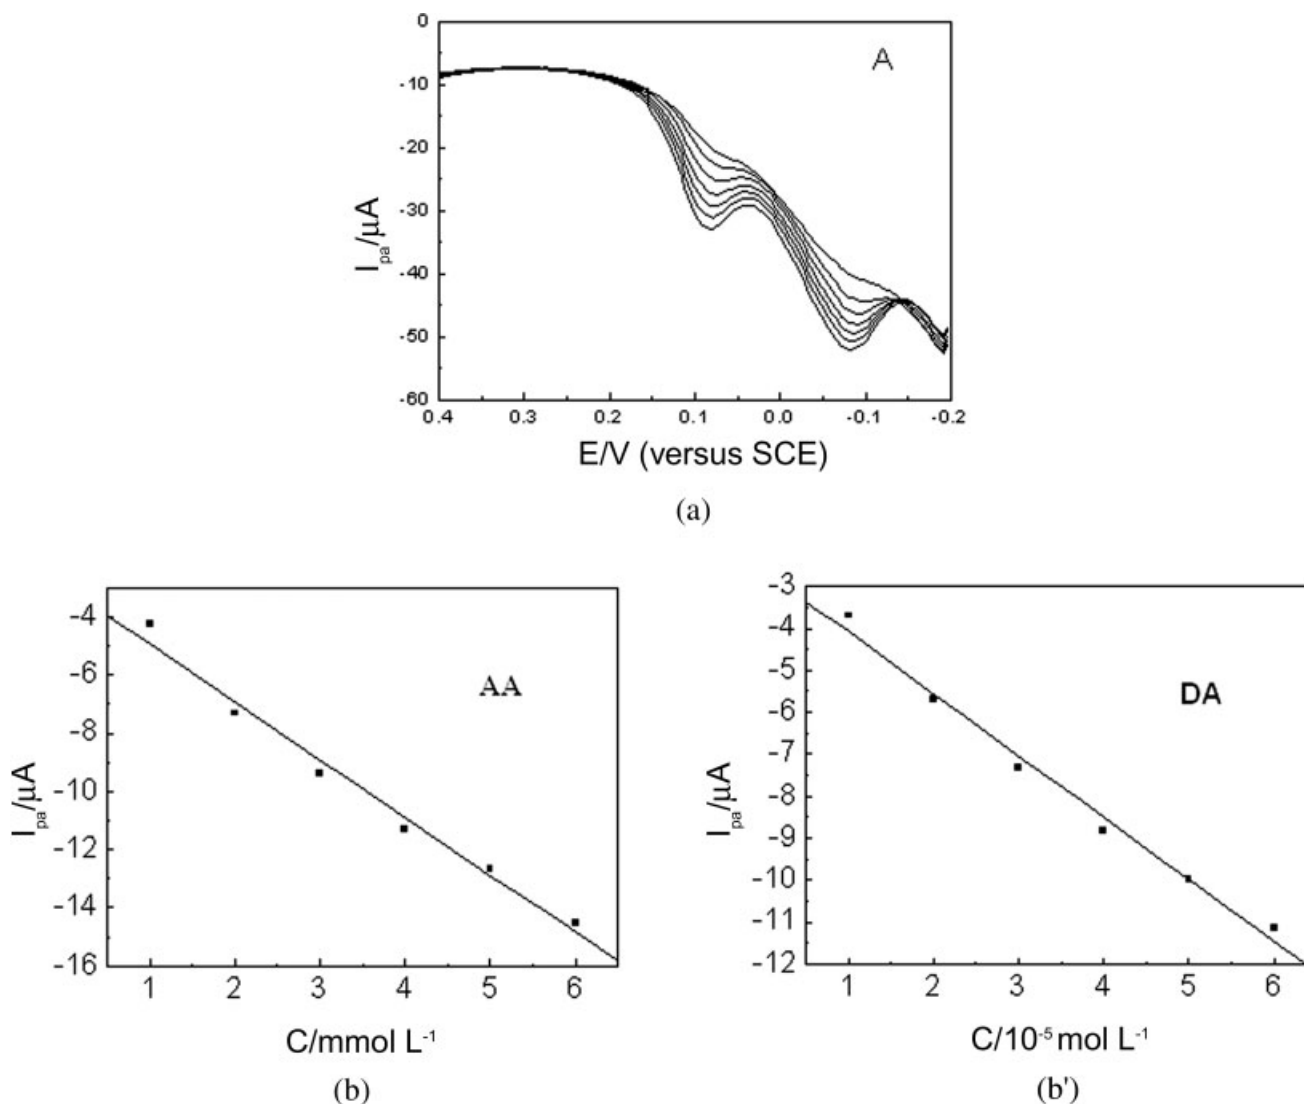 0
-10
-20
-30
-40
-50
-60
I_pa/μA
A
0.4 0.3 0.2 0.1 0.0 -0.1 -0.2
E/V (versus SCE)
(a)
-4
-6
-8
-10
-12
-14
-16
I_pa/μA
AA
1 2 3 4 5 6
C/mmol L⁻¹
(b)
-3
-4
-5
-6
-7
-8
-9
-10
-11
-12
I_pa/μA
DA
1 2 3 4 5 6
C/10⁻⁵ mol L⁻¹
(b')